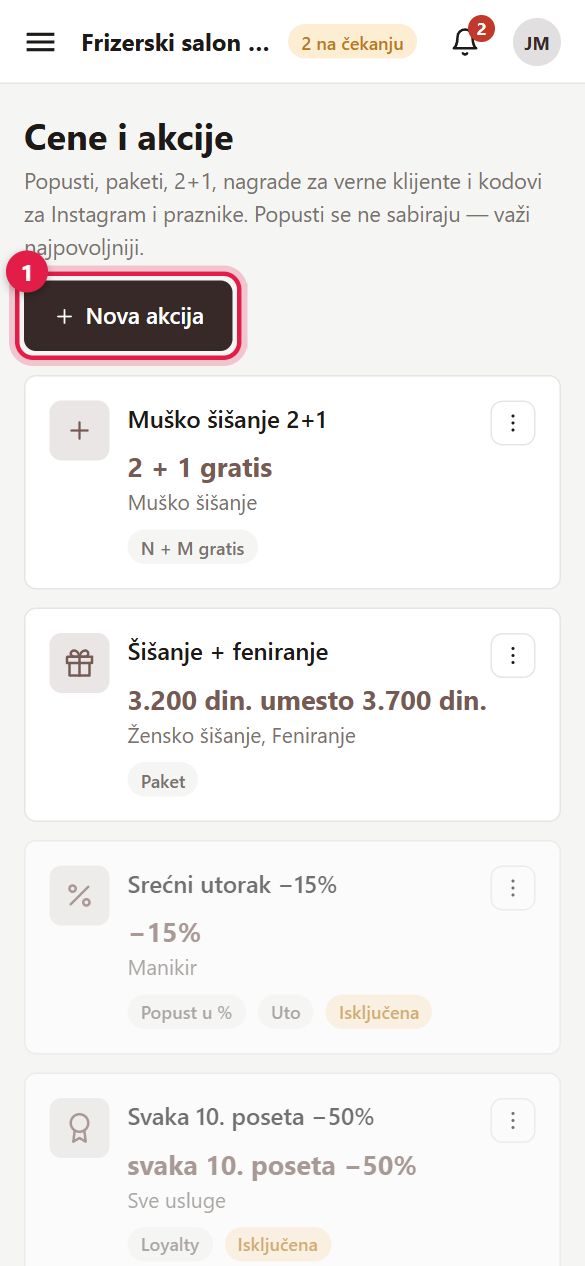 Frizerski salon ...
2 na čekanju
2
JM
Cene i akcije
Popusti, paketi, 2+1, nagrade za verne klijente i kodovi
za Instagram i praznike. Popusti se ne sabiraju — važi
najpovoljniji.
1
+ Nova akcija
Muško šišanje 2+1
2 + 1 gratis
Muško šišanje
N + M gratis
Šišanje + feniranje
3.200 din. umesto 3.700 din.
Žensko šišanje, Feniranje
Paket
Srećni utorak −15%
−15%
Manikir
Popust u %
Uto
Isključena
Svaka 10. poseta −50%
svaka 10. poseta −50%
Sve usluge
Loyalty
Isključena